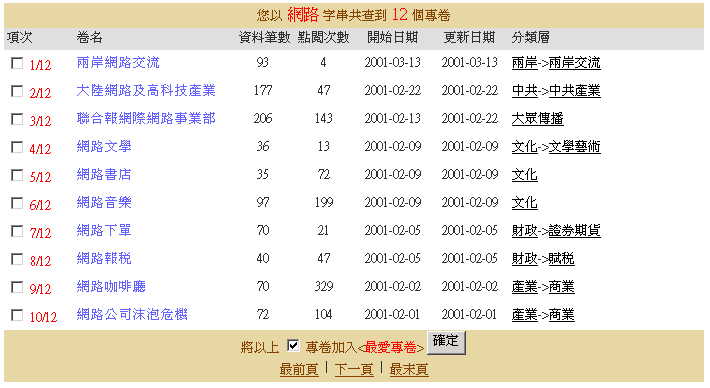 您以 網路 字串共查到 12 個專卷
項次 卷名 資料筆數 點閱次數 開始日期 更新日期 分類層
1/12 兩岸網路交流 93 4 2001-03-13 2001-03-13 兩岸->兩岸交流
2/12 大陸網路及高科技產業 177 47 2001-02-22 2001-02-22 中共->中共產業
3/12 聯合報網際網路事業部 206 143 2001-02-13 2001-02-22 大眾傳播
4/12 網路文學 36 13 2001-02-09 2001-02-09 文化->文學藝術
5/12 網路書店 35 72 2001-02-09 2001-02-09 文化
6/12 網路音樂 97 199 2001-02-09 2001-02-09 文化
7/12 網路下單 70 21 2001-02-05 2001-02-05 財政->證券期貨
8/12 網路報稅 40 47 2001-02-05 2001-02-05 財政->賦稅
9/12 網路咖啡廳 70 329 2001-02-02 2001-02-02 產業->商業
10/12 網路公司沫泡危機 72 104 2001-02-01 2001-02-01 產業->商業
將以上 專卷加入<最愛專卷> 確定
最前頁 | 下一頁 | 最末頁